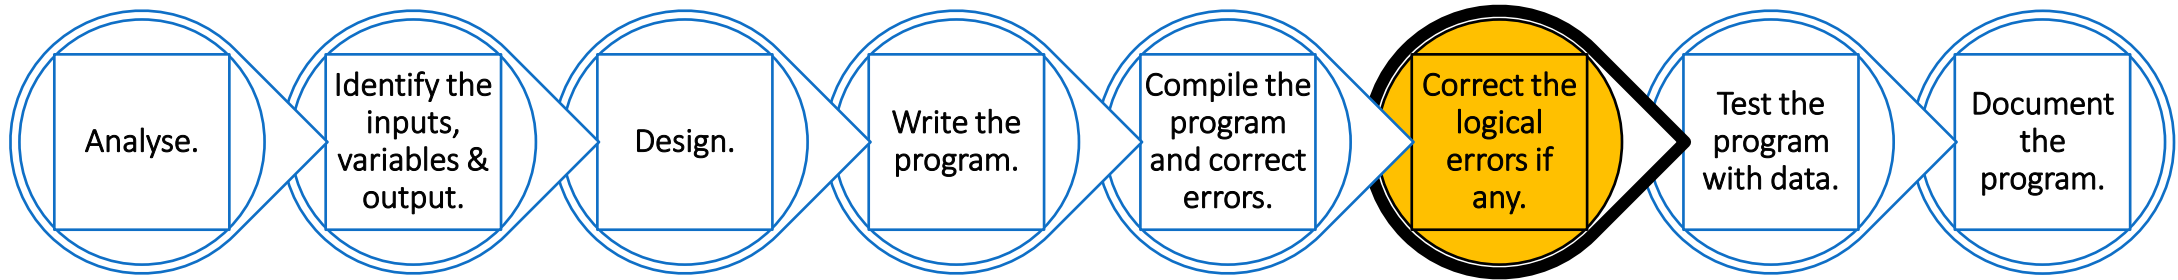 Analyse.
Identify the
inputs,
variables &
output.
Design.
Write the
program.
Compile the
program
and correct
errors.
Correct the
logical
errors if
any.
Test the
program
with data.
Document
the
program.